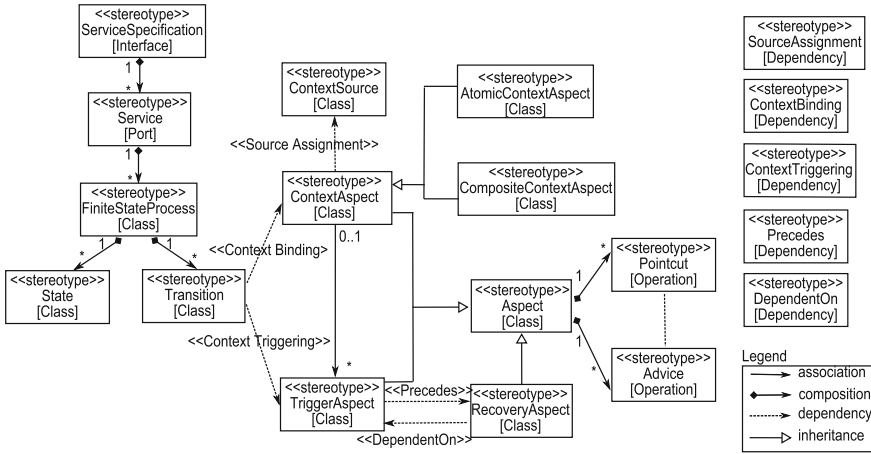 <<stereotype>>
ServiceSpecification
[Interface]
1
*
<<stereotype>>
Service
[Port]
1
*
<<stereotype>>
FiniteStateProcess
[Class]
1
1
*
*
<<stereotype>>
State
[Class]
<<stereotype>>
Transition
[Class]
<<stereotype>>
ContextSource
[Class]
<<Source Assignment>>
<<stereotype>>
ContextAspect
[Class]
0..1
<<Context Binding>>
<<Context Triggering>>
*
<<stereotype>>
TriggerAspect
[Class]
<<Precedes>>
<<DependentOn>>
<<stereotype>>
AtomicContextAspect
[Class]
<<stereotype>>
CompositeContextAspect
[Class]
<<stereotype>>
Aspect
[Class]
1
*
1
*
<<stereotype>>
RecoveryAspect
[Class]
<<stereotype>>
Pointcut
[Operation]
<<stereotype>>
Advice
[Operation]
<<stereotype>>
SourceAssignment
[Dependency]
<<stereotype>>
ContextBinding
[Dependency]
<<stereotype>>
ContextTriggering
[Dependency]
<<stereotype>>
Precedes
[Dependency]
<<stereotype>>
DependentOn
[Dependency]
Legend
association
composition
dependency
inheritance